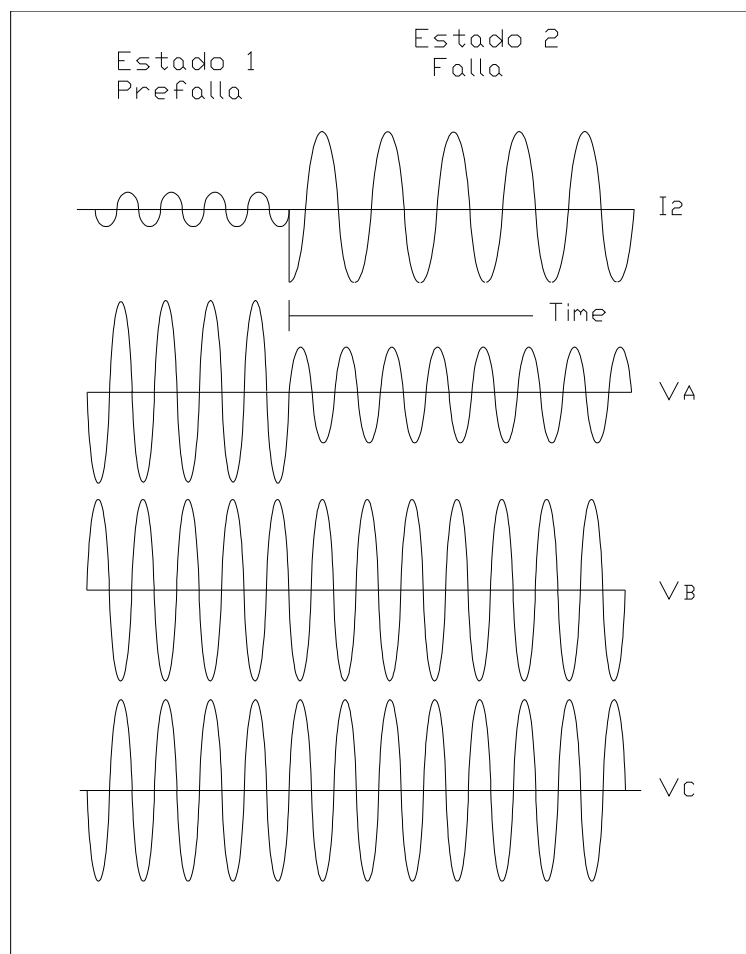 Estado 1
Prefalla
Estado 2
Falla
I2
Time
VA
VB
VC